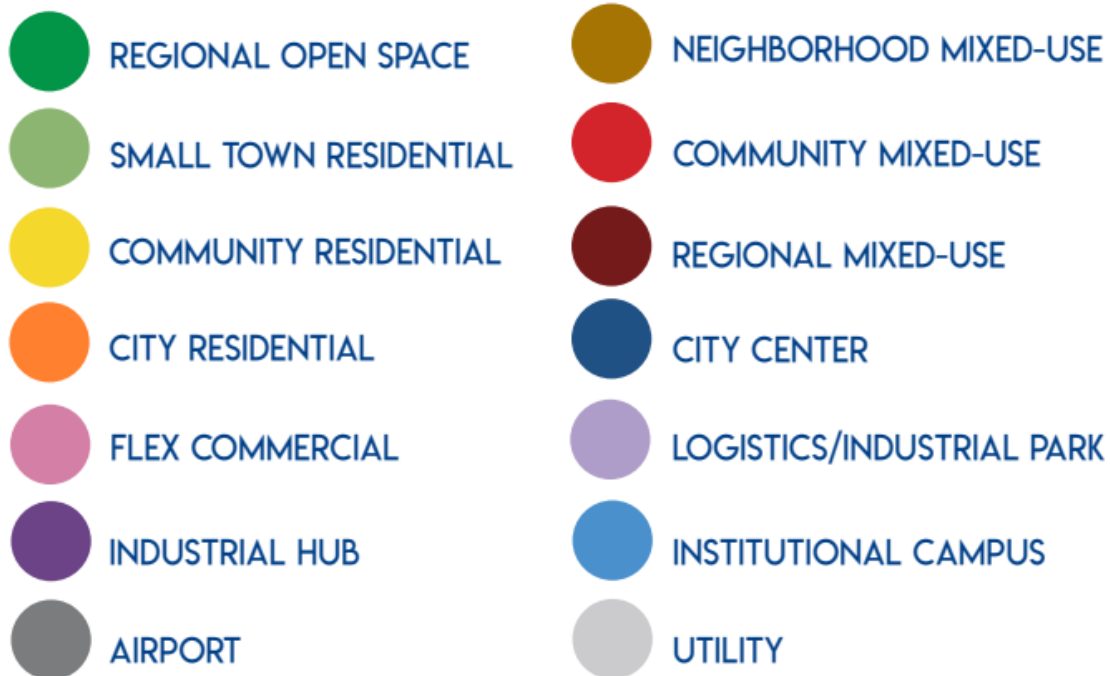 REGIONAL OPEN SPACE
SMALL TOWN RESIDENTIAL
COMMUNITY RESIDENTIAL
CITY RESIDENTIAL
FLEX COMMERCIAL
INDUSTRIAL HUB
AIRPORT
NEIGHBORHOOD MIXED-USE
COMMUNITY MIXED-USE
REGIONAL MIXED-USE
CITY CENTER
LOGISTICS/INDUSTRIAL PARK
INSTITUTIONAL CAMPUS
UTILITY